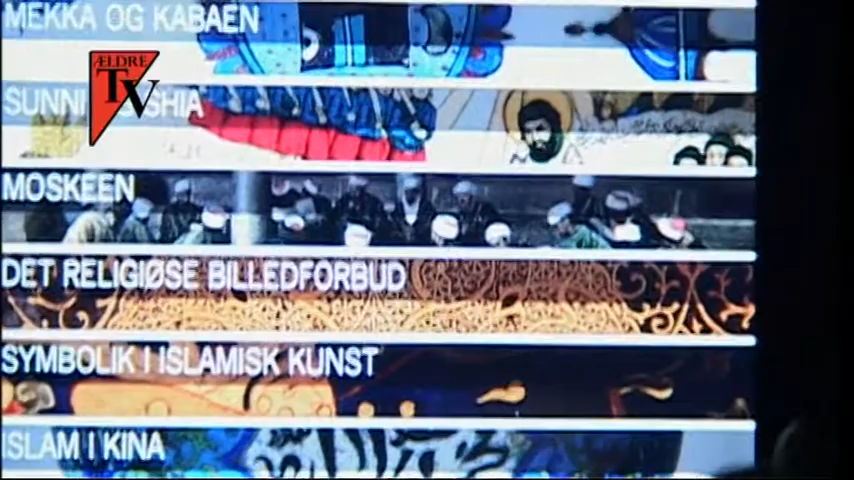 MEKKA OG KABAEN
ÆLDRE
TV
SUNNI SHIA
MOSKEEN
DET RELIGIØSE BILLEDFORBUD
SYMBOLIK I ISLAMISK KUNST
ISLAM I KINA